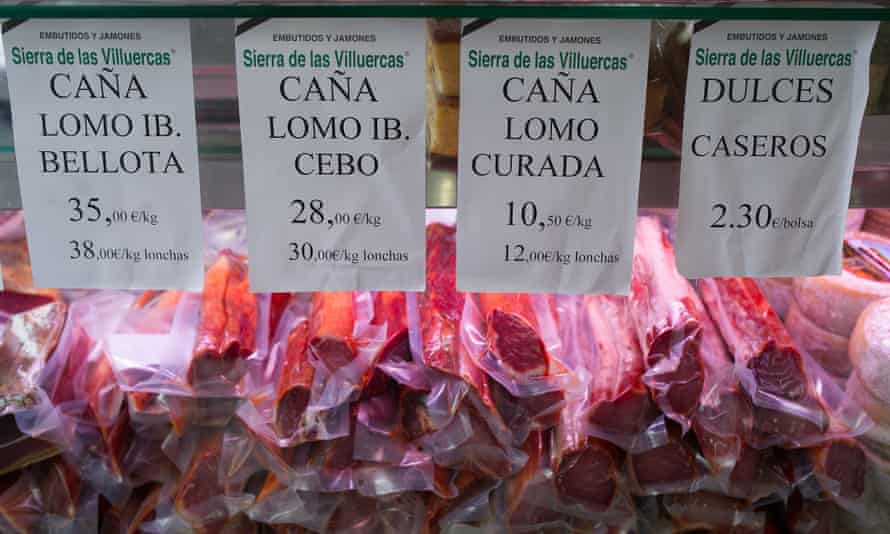 EMBUTIDOS Y JAMONES
Sierra de las Villuercas®
CAÑA
LOMO IB.
BELLOTA
35,00 €/kg
38,00€/kg lonchas
EMBUTIDOS Y JAMONES
Sierra de las Villuercas®
CAÑA
LOMO IB.
CEBO
28,00 €/kg
30,00€/kg lonchas
EMBUTIDOS Y JAMONES
Sierra de las Villuercas®
CAÑA
LOMO
CURADA
10,50 €/kg
12,00€/kg lonchas
EMBUTIDOS Y JAMONES
Sierra de las Villuercas®
DULCES
CASEROS
2.30€/bolsa